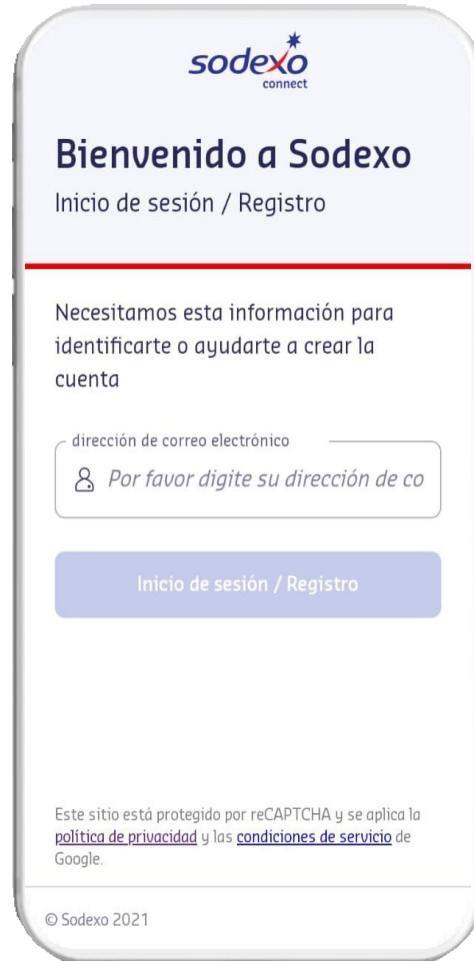 sodexo
connect
Bienvenido a Sodexo
Inicio de sesión / Registro
Necesitamos esta información para
identificarte o ayudarte a crear la
cuenta
dirección de correo electrónico
Por favor digite su dirección de co
Inicio de sesión / Registro
Este sitio está protegido por reCAPTCHA y se aplica la
política de privacidad y las condiciones de servicio de
Google.
© Sodexo 2021